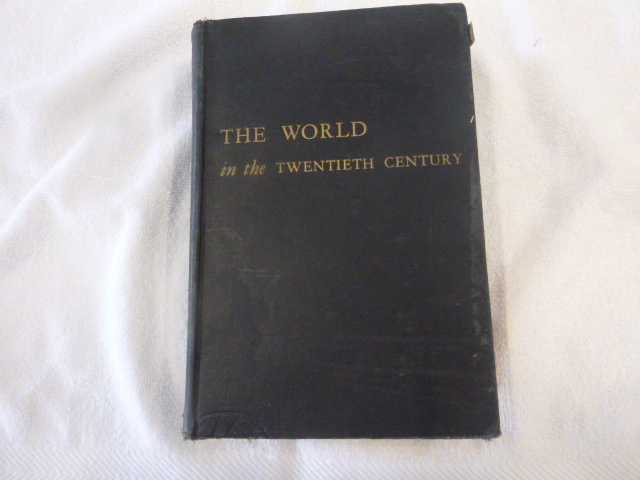 THE WORLD
in the TWENTIETH CENTURY